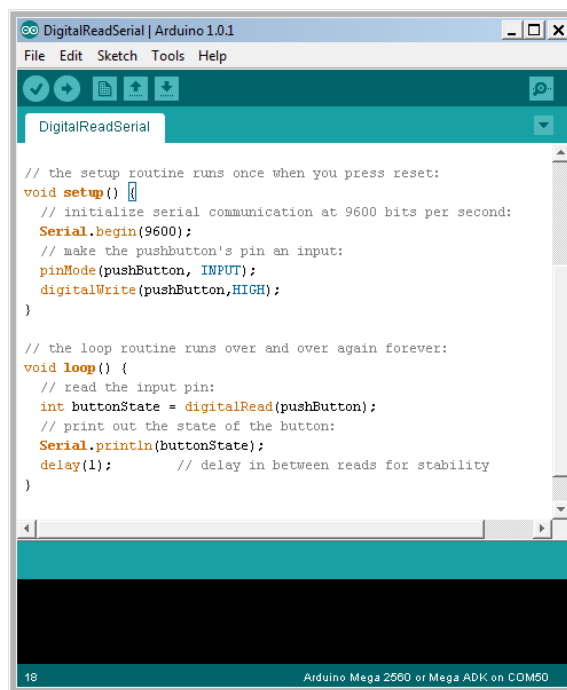 DigitalReadSerial | Arduino 1.0.1
File Edit Sketch Tools Help
DigitalReadSerial
// the setup routine runs once when you press reset:
void setup() {
  // initialize serial communication at 9600 bits per second:
  Serial.begin(9600);
  // make the pushbutton's pin an input:
  pinMode(pushButton, INPUT);
  digitalWrite(pushButton,HIGH);
}
// the loop routine runs over and over again forever:
void loop() {
  // read the input pin:
  int buttonState = digitalRead(pushButton);
  // print out the state of the button:
  Serial.println(buttonState);
  delay(1);        // delay in between reads for stability
}
18 Arduino Mega 2560 or Mega ADK on COM50